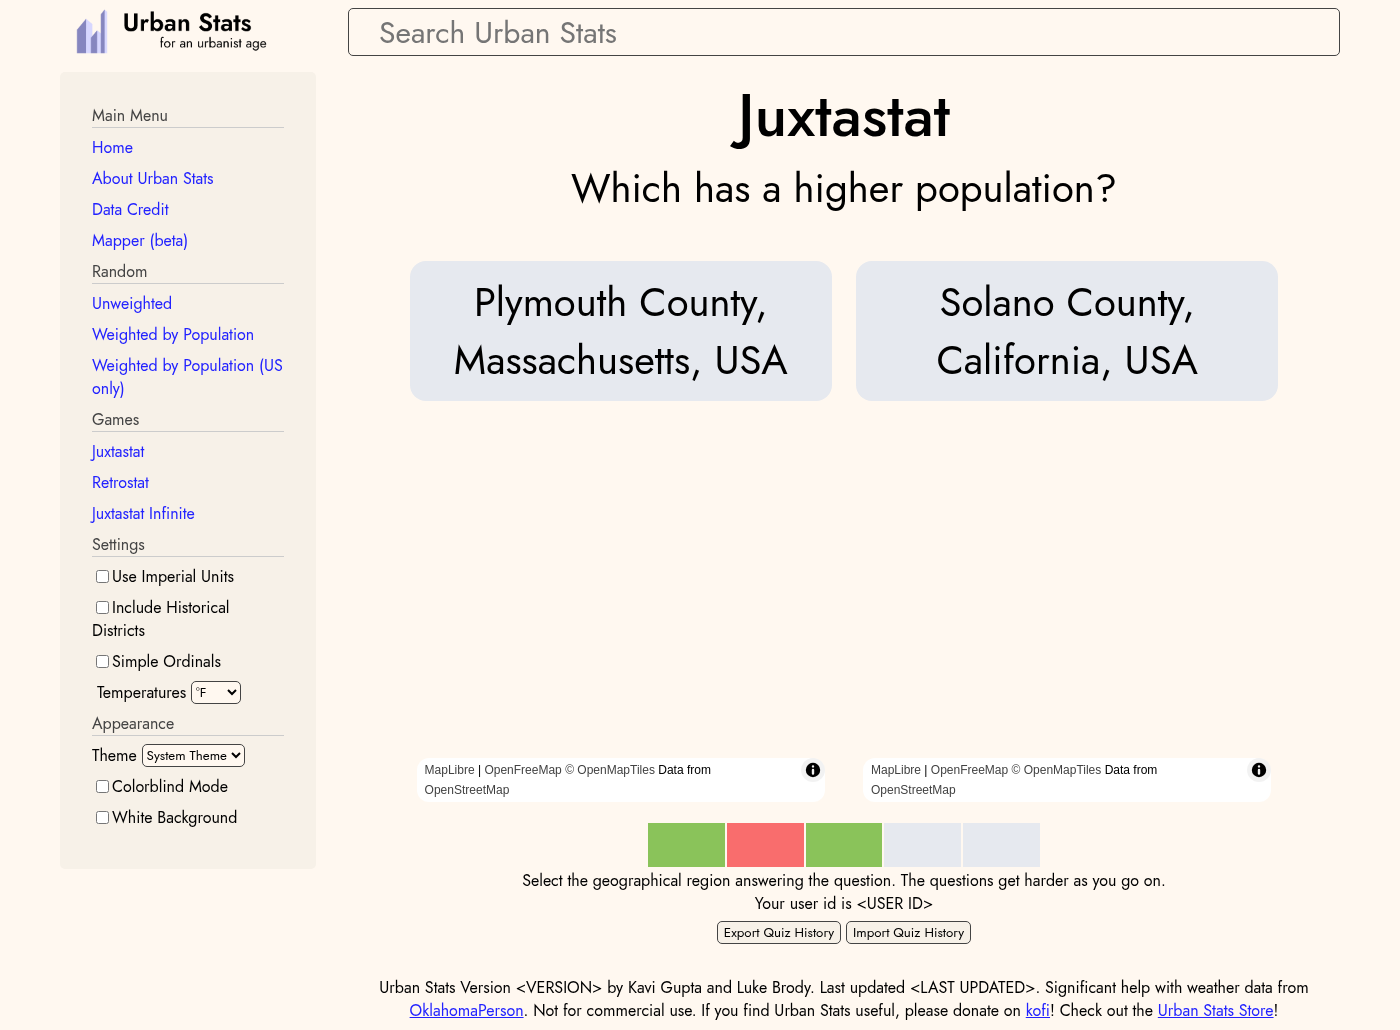 Urban Stats
for an urbanist age
Search Urban Stats
Main Menu
Home
About Urban Stats
Data Credit
Mapper (beta)
Random
Unweighted
Weighted by Population
Weighted by Population (US
only)
Games
Juxtastat
Retrostat
Juxtastat Infinite
Settings
Use Imperial Units
Include Historical
Districts
Simple Ordinals
Temperatures °F
Appearance
Theme System Theme
Colorblind Mode
White Background
Juxtastat
Which has a higher population?
Plymouth County,
Massachusetts, USA
Solano County,
California, USA
MapLibre | OpenFreeMap © OpenMapTiles Data from
OpenStreetMap
MapLibre | OpenFreeMap © OpenMapTiles Data from
OpenStreetMap
Select the geographical region answering the question. The questions get harder as you go on.
Your user id is <USER ID>
Export Quiz History Import Quiz History
Urban Stats Version <VERSION> by Kavi Gupta and Luke Brody. Last updated <LAST UPDATED>. Significant help with weather data from
OklahomaPerson. Not for commercial use. If you find Urban Stats useful, please donate on kofi! Check out the Urban Stats Store!